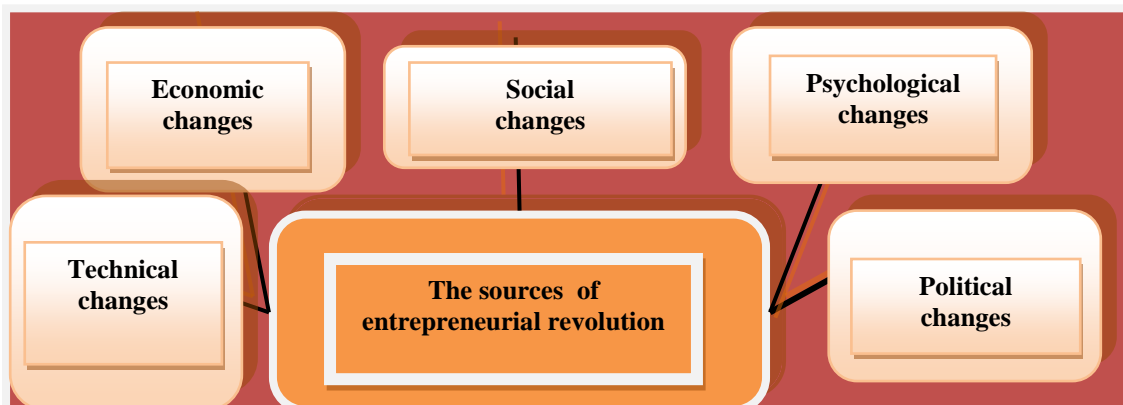 Economic
changes
Social
changes
Psychological
changes
Technical
changes
The sources of
entrepreneurial revolution
Political
changes